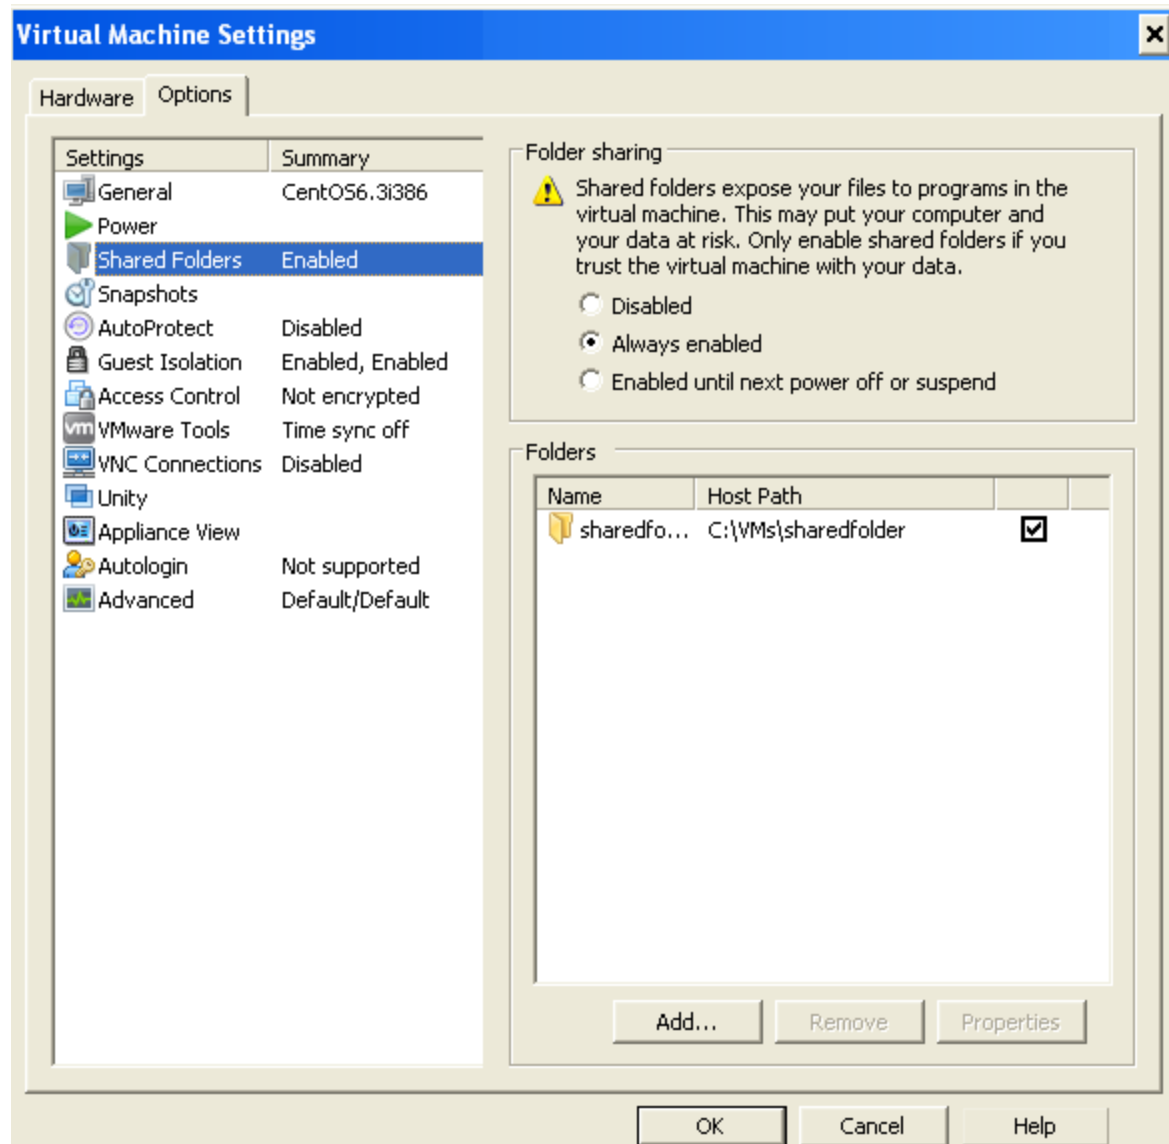 Virtual Machine Settings
Hardware Options
Settings Summary
General CentOS6.3i386
Power
Shared Folders Enabled
Snapshots
AutoProtect Disabled
Guest Isolation Enabled, Enabled
Access Control Not encrypted
vm VMware Tools Time sync off
VNC Connections Disabled
Unity
Appliance View
Autologin Not supported
Advanced Default/Default
Folder sharing
Shared folders expose your files to programs in the
virtual machine. This may put your computer and
your data at risk. Only enable shared folders if you
trust the virtual machine with your data.
Disabled
Always enabled
Enabled until next power off or suspend
Folders
Name Host Path
sharedfo... C:\VMs\sharedfolder
Add... Remove Properties
OK Cancel Help